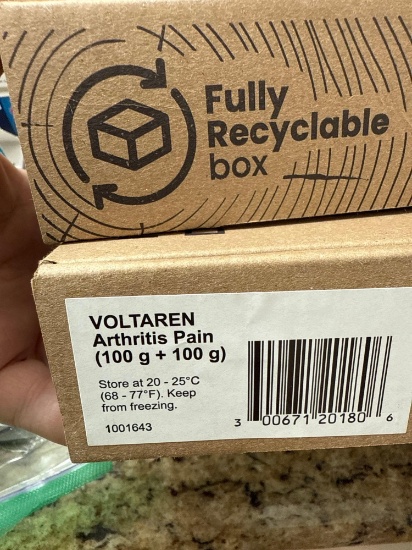 Fully
Recyclable
box
VOLTAREN
Arthritis Pain
(100 g + 100 g)
Store at 20 - 25°C
(68 - 77°F). Keep
from freezing.
1001643
3 00671 20180 6